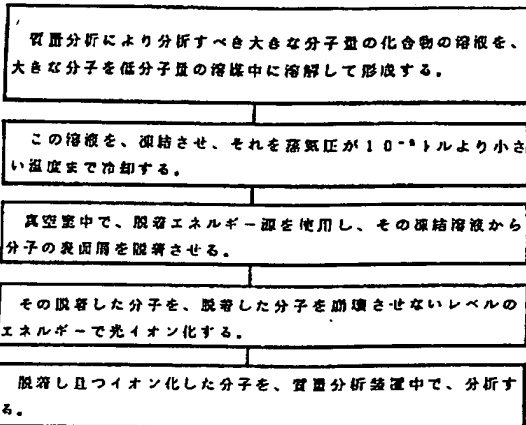 質量分析により分析すべき大きな分子量の化合物の溶液を、
大きな分子を低分子量の溶媒中に溶解して形成する。
この溶液を、凍結させ、それを蒸気圧が10 トルより小さ
い温度まで冷却する。
真空室中で、脱着エネルギー源を使用し、その凍結溶液から
分子の表面層を脱着させる。
その脱着した分子を、脱着した分子を崩壊させないレベルの
エネルギーで光イオン化する。
脱着し且つイオン化した分子を、質量分析装置中で、分析す
る。